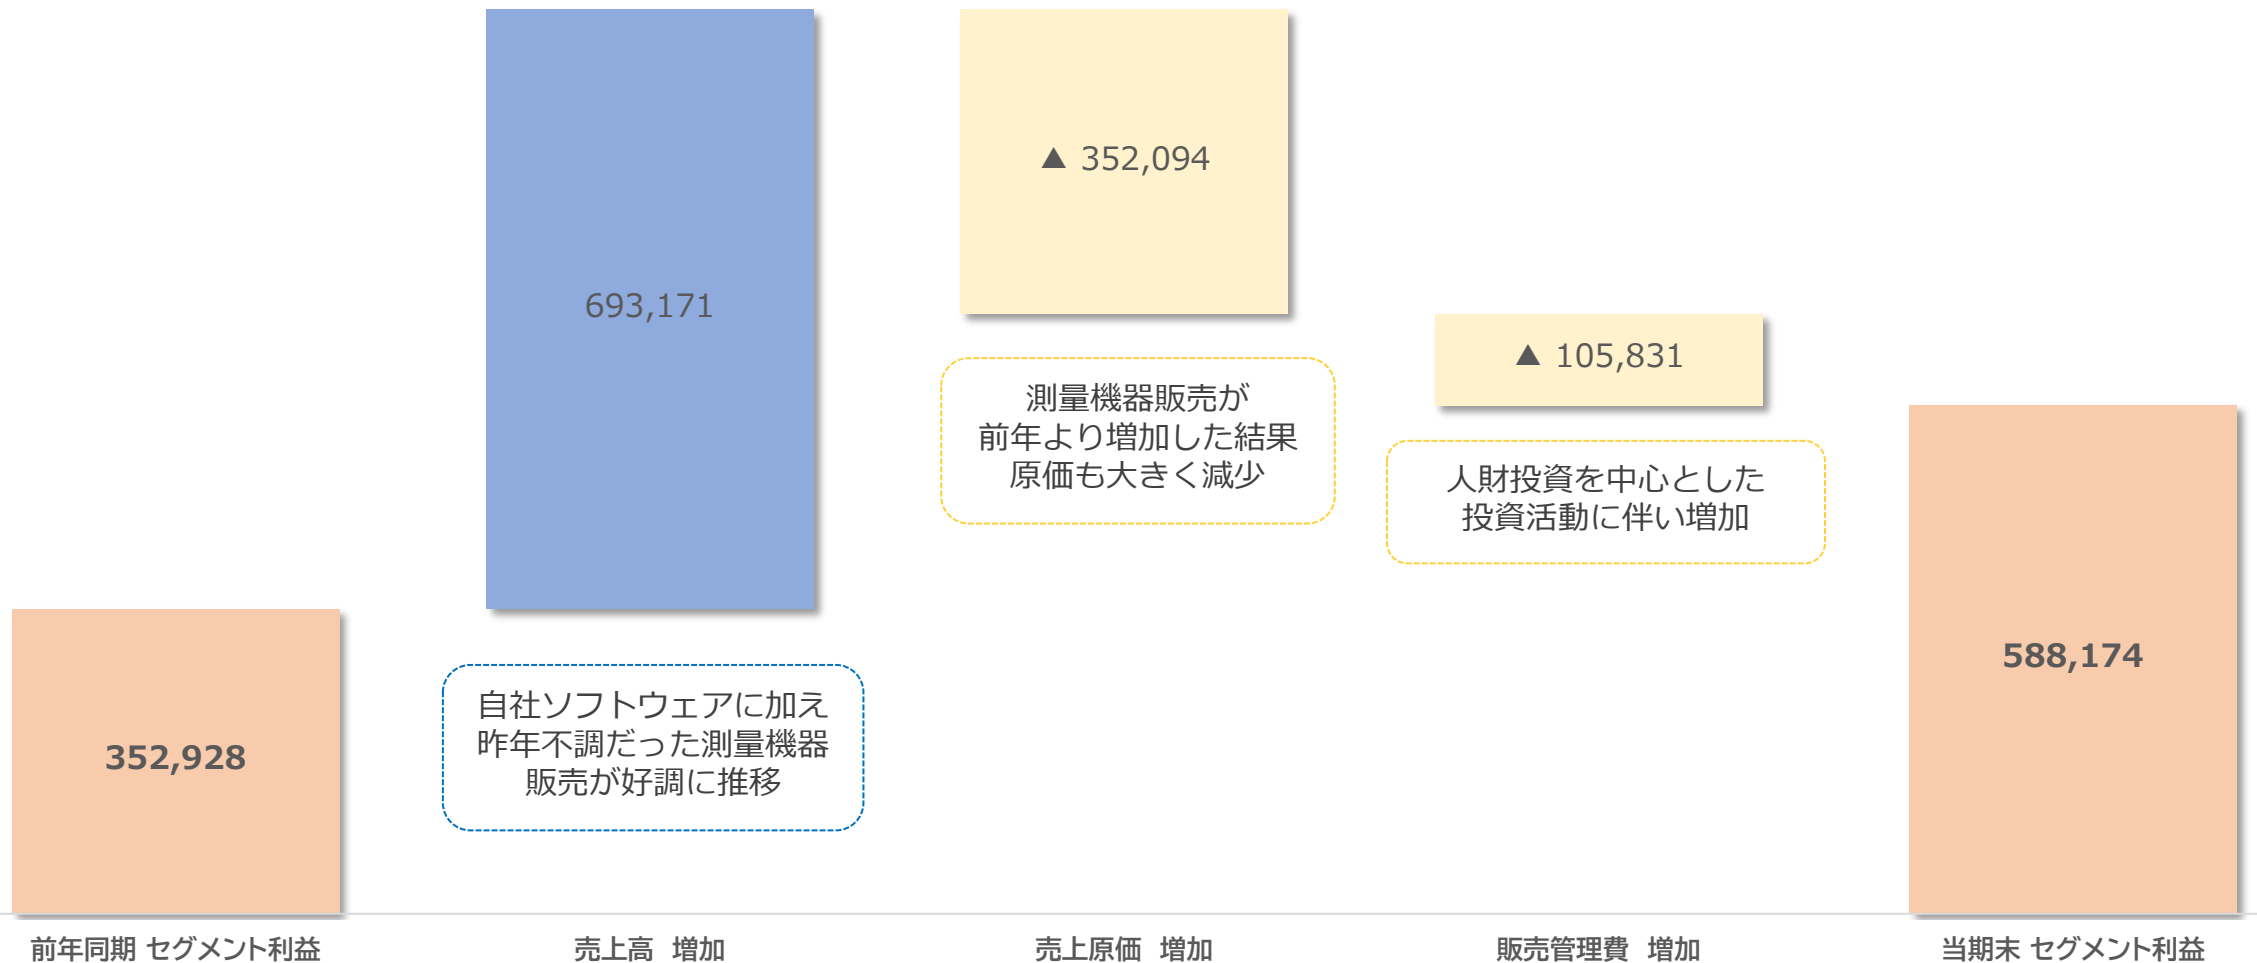 693,171
▲ 352,094
▲ 105,831
測量機器販売が
前年より増加した結果
原価も大きく減少
人財投資を中心とした
投資活動に伴い増加
588,174
自社ソフトウェアに加え
昨年不調だった測量機器
販売が好調に推移
352,928
前年同期 セグメント利益
売上高 増加
売上原価 増加
販売管理費 増加
当期末 セグメント利益